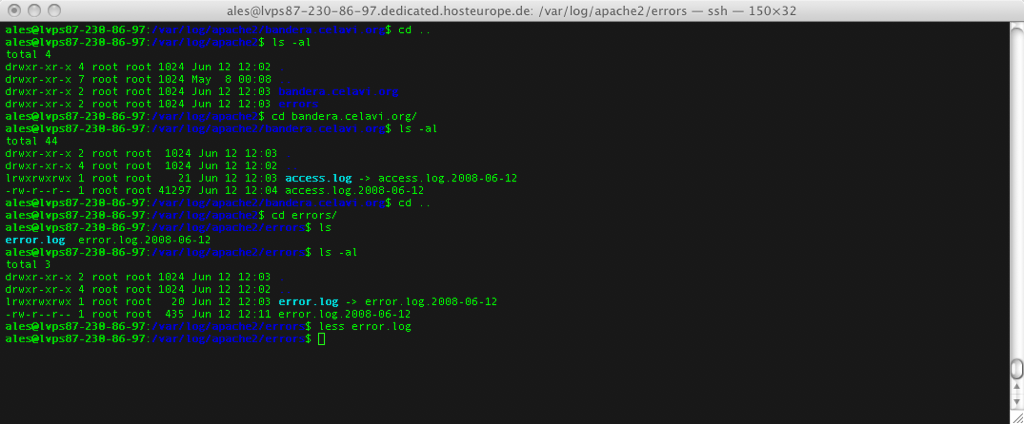 ales@lvps87-230-86-97.dedicated.hosteurope.de: /var/log/apache2/errors — ssh — 150×32
ales@lvps87-230-86-97:/var/log/apache2/bandera.celavi.org$ cd ..
ales@lvps87-230-86-97:/var/log/apache2$ ls -al
total 4
drwxr-xr-x 4 root root 1024 Jun 12 12:02 .
drwxr-xr-x 7 root root 1024 May  8 00:08 ..
drwxr-xr-x 2 root root 1024 Jun 12 12:03 bandera.celavi.org
drwxr-xr-x 2 root root 1024 Jun 12 12:03 errors
ales@lvps87-230-86-97:/var/log/apache2$ cd bandera.celavi.org/
ales@lvps87-230-86-97:/var/log/apache2/bandera.celavi.org$ ls -al
total 44
drwxr-xr-x 2 root root  1024 Jun 12 12:03 .
drwxr-xr-x 4 root root  1024 Jun 12 12:02 ..
lrwxrwxrwx 1 root root    21 Jun 12 12:03 access.log -> access.log.2008-06-12
-rw-r--r-- 1 root root 41297 Jun 12 12:04 access.log.2008-06-12
ales@lvps87-230-86-97:/var/log/apache2/bandera.celavi.org$ cd ..
ales@lvps87-230-86-97:/var/log/apache2$ cd errors/
ales@lvps87-230-86-97:/var/log/apache2/errors$ ls
error.log  error.log.2008-06-12
ales@lvps87-230-86-97:/var/log/apache2/errors$ ls -al
total 3
drwxr-xr-x 2 root root 1024 Jun 12 12:03 .
drwxr-xr-x 4 root root 1024 Jun 12 12:02 ..
lrwxrwxrwx 1 root root   20 Jun 12 12:03 error.log -> error.log.2008-06-12
-rw-r--r-- 1 root root  435 Jun 12 12:11 error.log.2008-06-12
ales@lvps87-230-86-97:/var/log/apache2/errors$ less error.log
ales@lvps87-230-86-97:/var/log/apache2/errors$